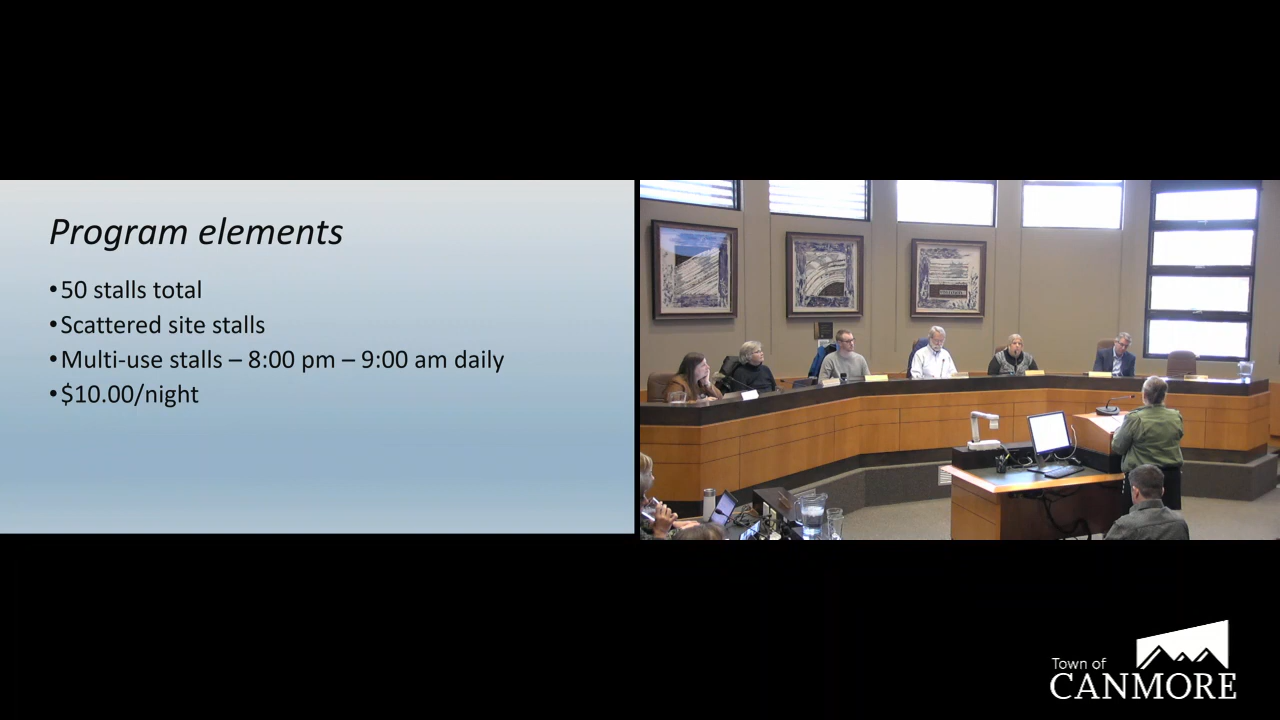 Program elements
•50 stalls total
•Scattered site stalls
•Multi-use stalls – 8:00 pm – 9:00 am daily
•$10.00/night
Town of
CANMORE